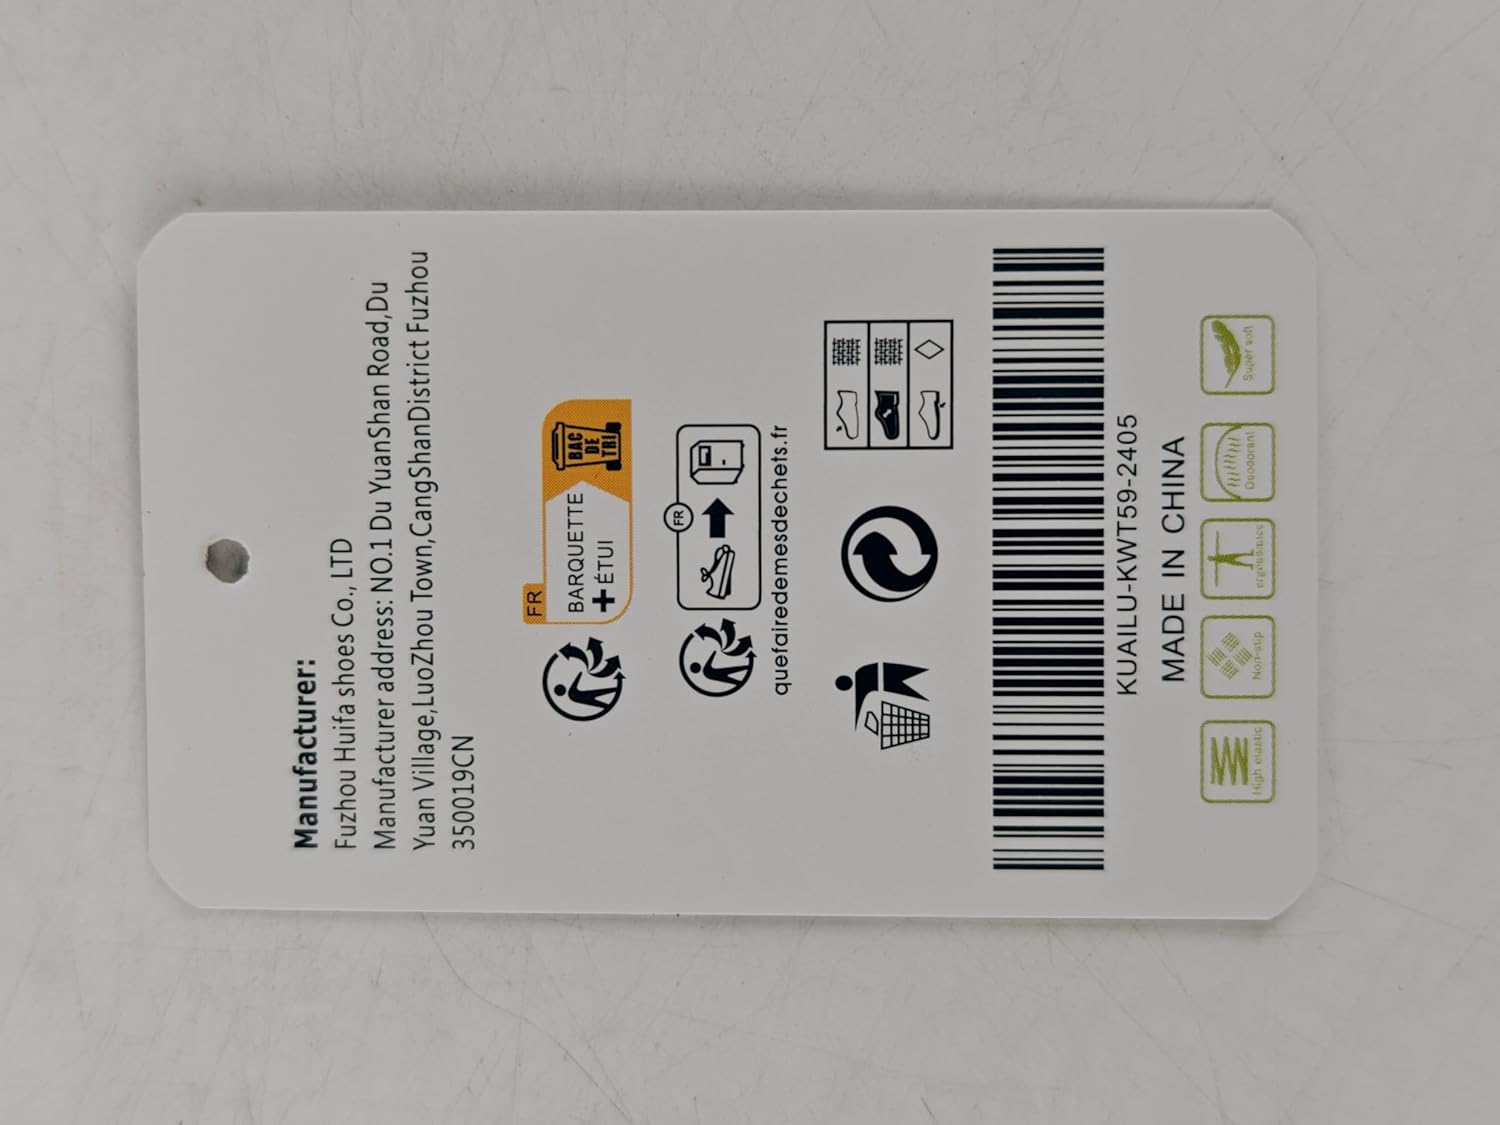 Manufacturer:
Fuzhou Huifa shoes Co., LTD
Manufacturer address: NO.1 Du YuanShan Road,Du
Yuan Village,LuoZhou Town,CangShanDistrict Fuzhou
350019CN
FR
BARQUETTE
+ ÉTUI
BAC
DE
TRI
FR
quefairedemesdechets.fr
KUAILU-KWT59-2405
MADE IN CHINA
High elastic
Non-slip
ergonomics
Deodorant
Super soft